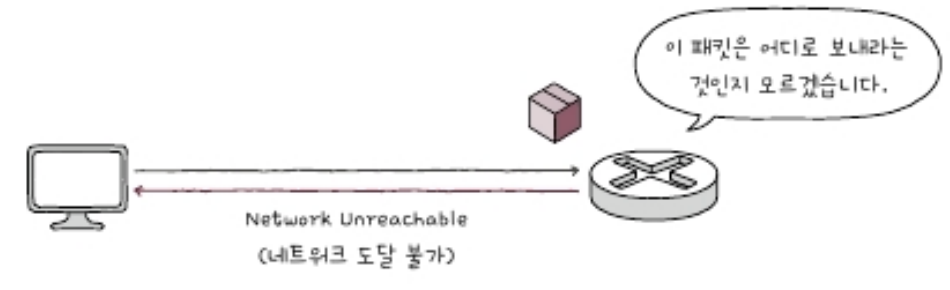 이 패킷은 어디로 보내라는
것인지 모르겠습니다.
Network Unreachable
(네트워크 도달 불가)